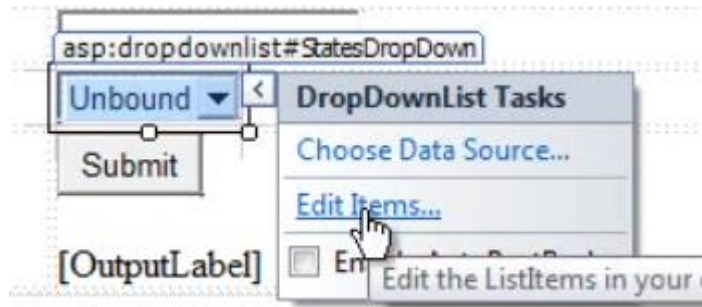 asp:dropdownlist#StatesDropDown
Unbound
DropDownList Tasks
Choose Data Source...
Submit
Edit Items...
[OutputLabel]
Edit the ListItems in your